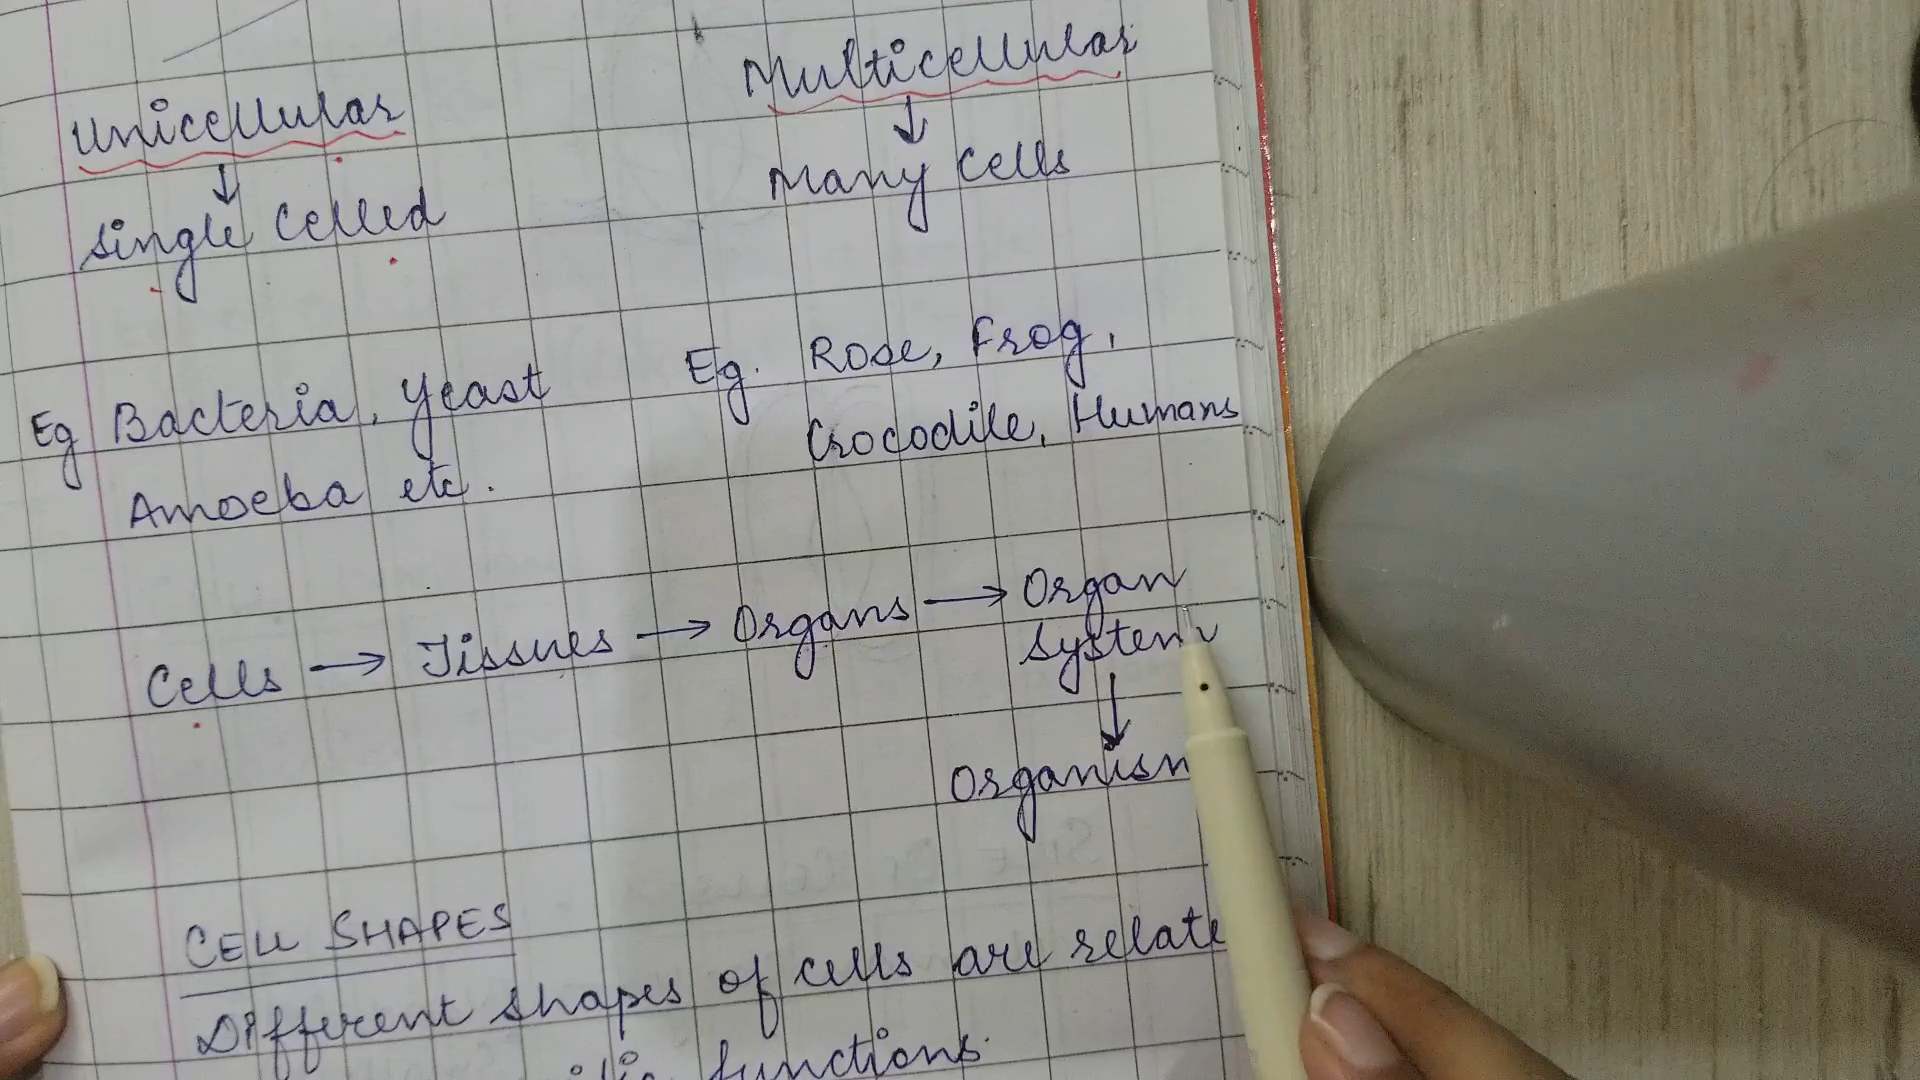 Unicellular
↓
Single Celled
Eg Bacteria, Yeast
Amoeba etc.
Multicellular
↓
Many Cells
Eg. Rose, Frog,
Crocodile, Humans
Cells → Tissues → Organs → Organ
System
↓
Organism
CELL SHAPES
Different shapes of cells are relate
functions.